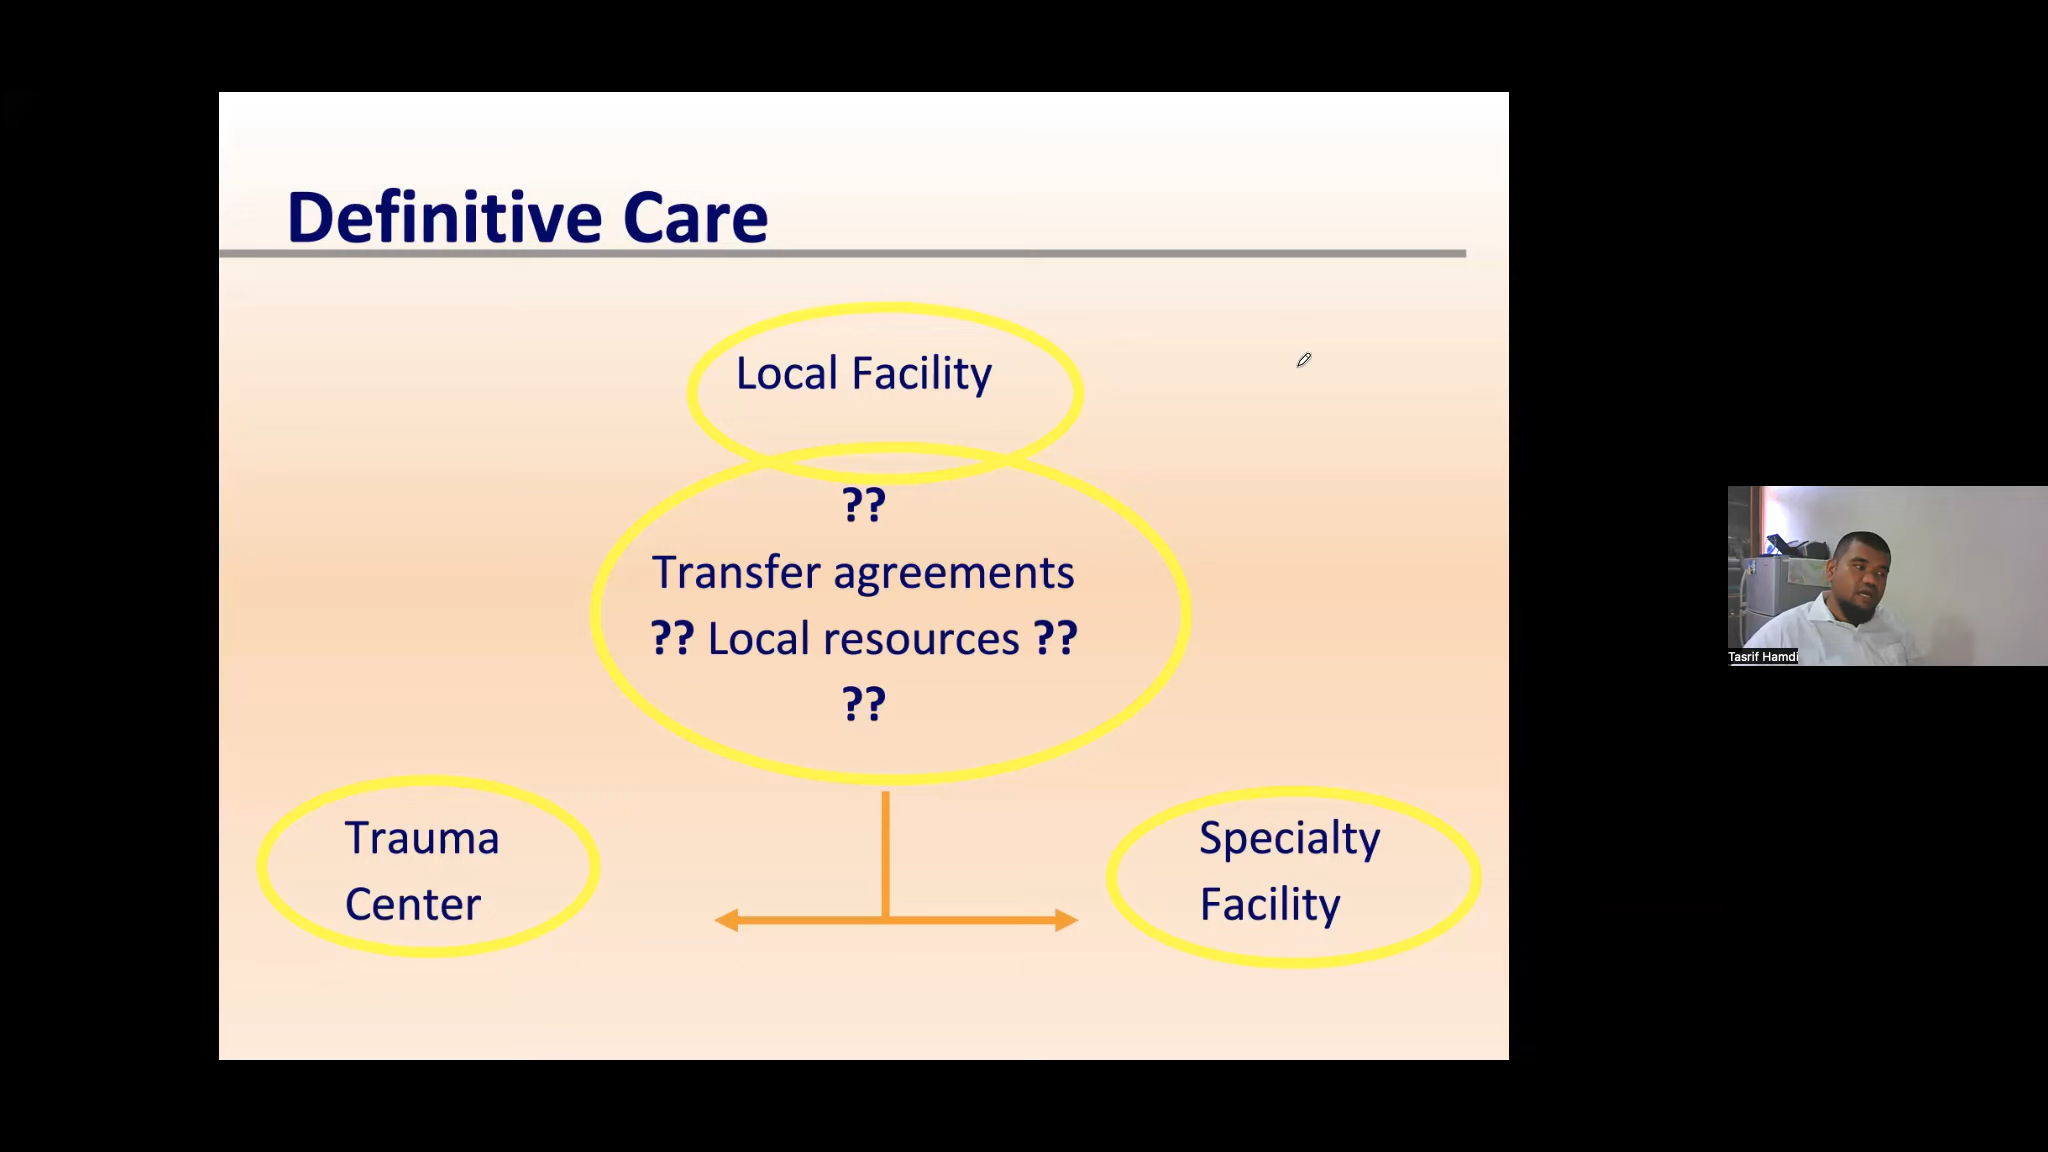 Definitive Care
Local Facility
??
Transfer agreements
?? Local resources ??
??
Trauma
Center
Specialty
Facility
Tasrif Hamdi